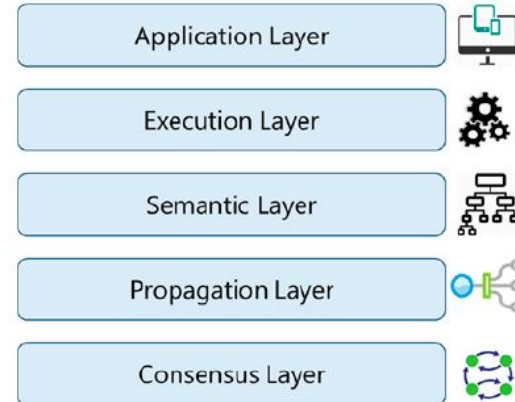 Application Layer
Execution Layer
Semantic Layer
Propagation Layer
Consensus Layer